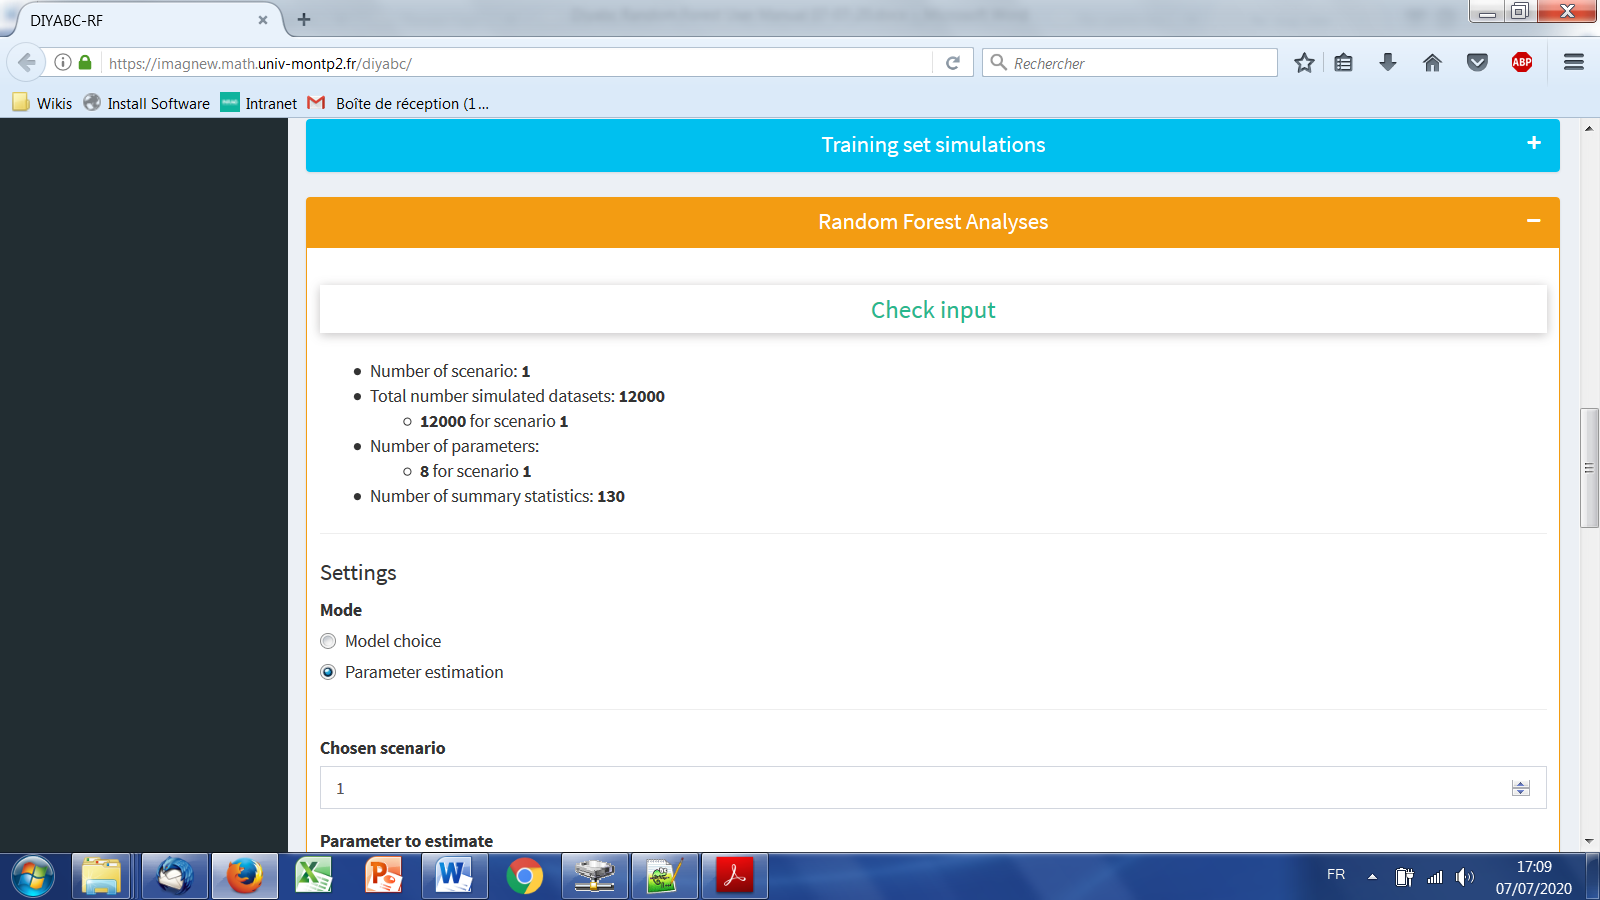 DIYABC-RF
https://imagnew.math.univ-montp2.fr/diyabc/
Rechercher
ABP
Wikis
Install Software
Intranet
Boîte de réception (1...
Training set simulations
Random Forest Analyses
Check input
Number of scenario: 1
Total number simulated datasets: 12000
12000 for scenario 1
Number of parameters:
8 for scenario 1
Number of summary statistics: 130
Settings
Mode
Model choice
Parameter estimation
Chosen scenario
1
Parameter to estimate
FR
17:09
07/07/2020